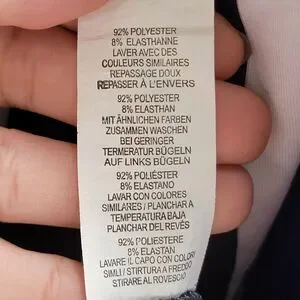 92% POLYESTER
8% ELASTHANNE
LAVER AVEC DES
COULEURS SIMILAIRES
REPASSAGE DOUX
REPASSER À L'ENVERS
92% POLYESTER
8% ELASTHAN
MIT ÄHNLICHEN FARBEN
ZUSAMMEN WASCHEN
BEI GERINGER
TERMERATUR BÜGELN
AUF LINKS BÜGELN
92% POLIÉSTER
8% ELASTANO
LAVAR CON COLORES
SIMILARES / PLANCHAR A
TEMPERATURA BAJA
PLANCHAR DEL REVÉS
92% POLIESTERE
8% ELASTAN
LAVARE IL CAPO CON COLORI
SIMLI / STIRTURA A FREDDO
STIRARE AL ROVESCIO